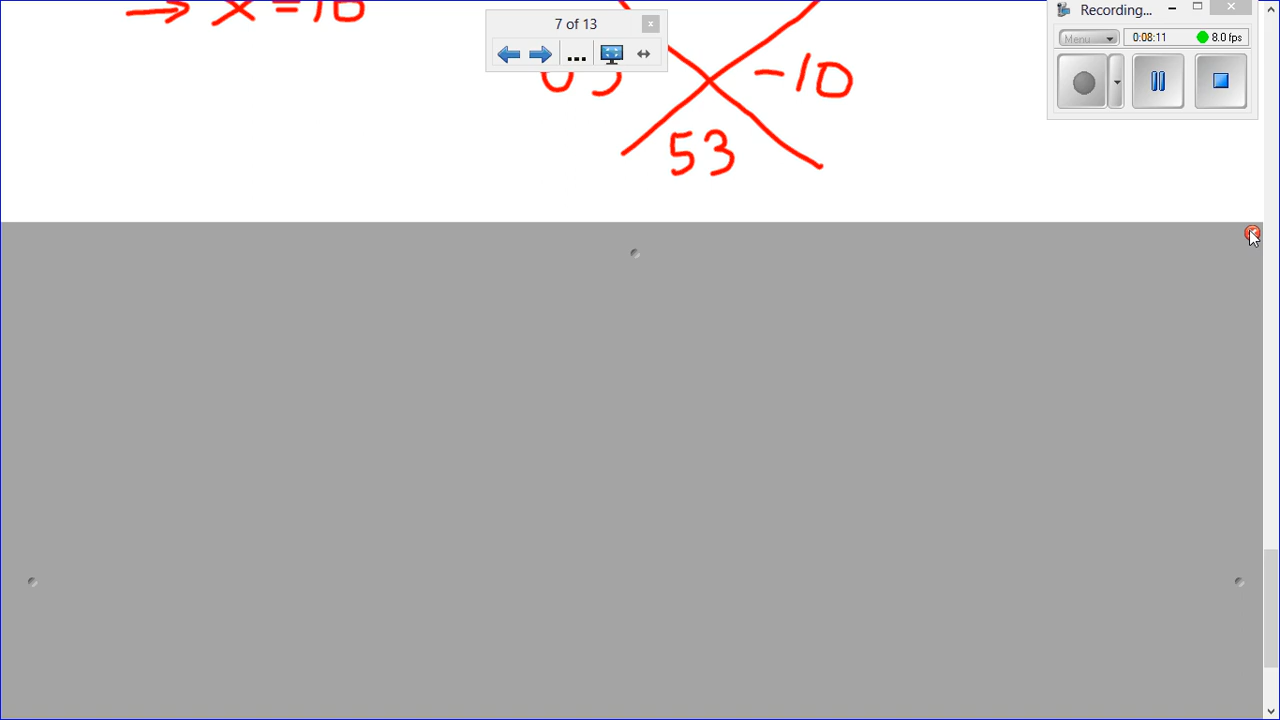 → x = 10
7 of 13
...
-10
53
Recording...
Menu
0:08:11
8.0 fps